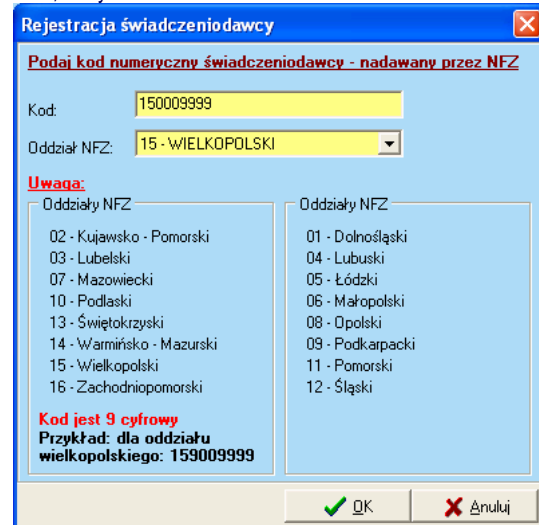 Rejestracja świadczeniodawcy
Podaj kod numeryczny świadczeniodawcy - nadawany przez NFZ
Kod: 150009999
Oddział NFZ: 15 - WIELKOPOLSKI
Uwaga:
Oddziały NFZ
02 - Kujawsko - Pomorski
03 - Lubelski
07 - Mazowiecki
10 - Podlaski
13 - Świętokrzyski
14 - Warmińsko - Mazurski
15 - Wielkopolski
16 - Zachodniopomorski
Kod jest 9 cyfrowy
Przykład: dla oddziału
wielkopolskiego: 159009999
Oddziały NFZ
01 - Dolnośląski
04 - Lubuski
05 - Łódzki
06 - Małopolski
08 - Opolski
09 - Podkarpacki
11 - Pomorski
12 - Śląski
OK
Anuluj